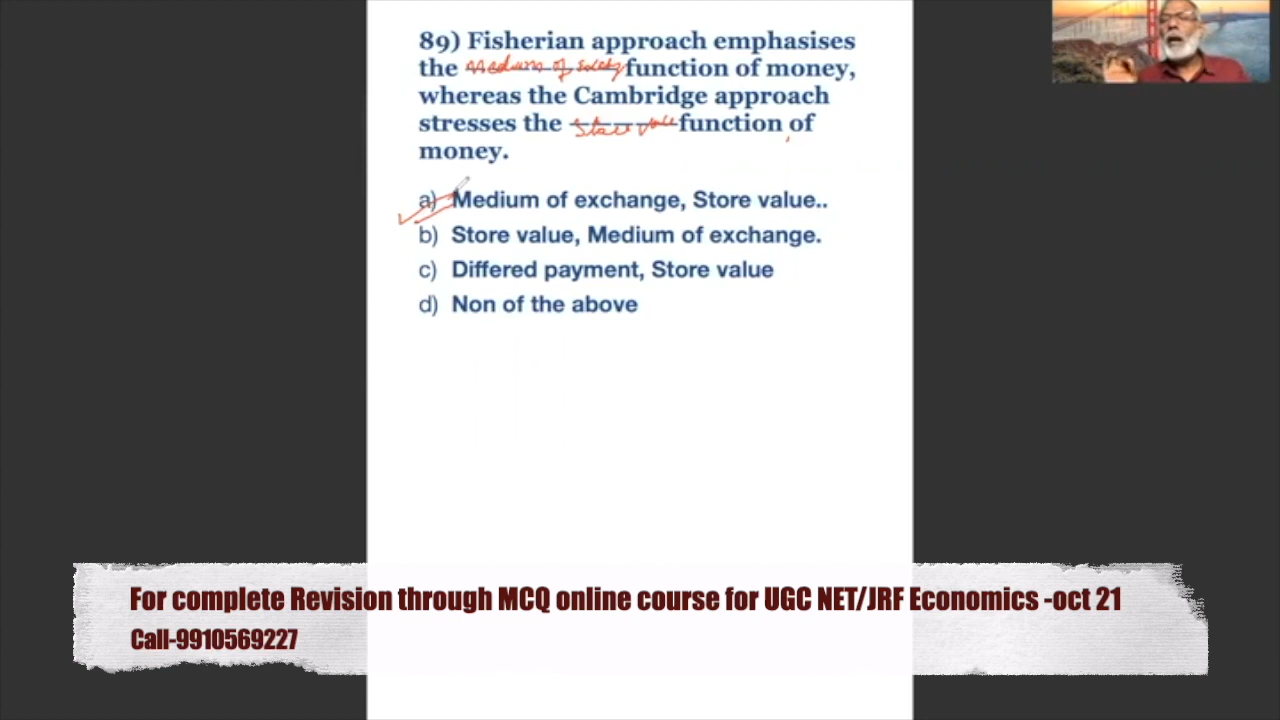 89) Fisherian approach emphasises
the Medium of function of money,
whereas the Cambridge approach
stresses the Store value function of
money.
a) Medium of exchange, Store value..
b) Store value, Medium of exchange.
c) Differed payment, Store value
d) Non of the above
For complete Revision through MCQ online course for UGC NET/JRF Economics -oct 21
Call-9910569227